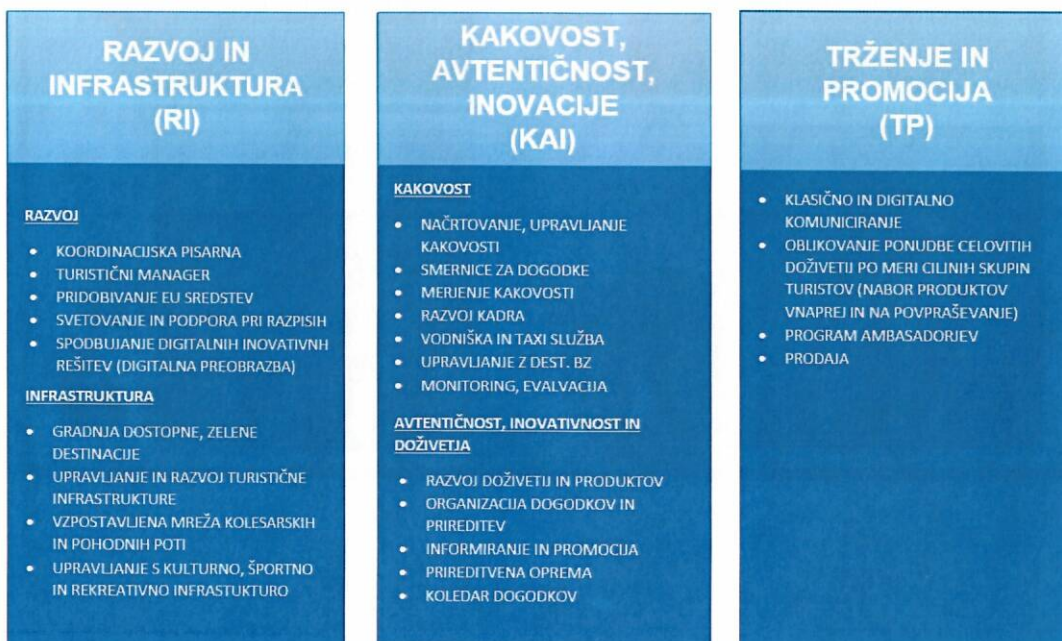 RAZVOJ IN
INFRASTRUKTURA
(RI)
RAZVOJ
• KOORDINACIJSKA PISARNA
• TURISTIČNI MANAGER
• PRIDOBIVANJE EU SREDSTEV
• SVETOVANJE IN PODPORA PRI RAZPISIH
• SPODBUJANJE DIGITALNIH INOVATIVNIH
REŠITEV (DIGITALNA PREOBRAZBA)
INFRASTRUKTURA
• GRADNJA DOSTOPNE, ZELENE
DESTINACIJE
• UPRAVLJANJE IN RAZVOJ TURISTIČNE
INFRASTRUKTURE
• VZPOSTAVLJENA MREŽA KOLESARSKIH
IN POHODNIH POTI
• UPRAVLJANJE S KULTURNO, ŠPORTNO
IN REKREATIVNO INFRASTUKTURO
KAKOVOST,
AVTENTIČNOST,
INOVACIJE
(KAI)
KAKOVOST
• NAČRTOVANJE, UPRAVLJANJE
KAKOVOSTI
• SMERNICE ZA DOGODKE
• MERJENJE KAKOVOSTI
• RAZVOJ KADRA
• VODNIŠKA IN TAXI SLUŽBA
• UPRAVLJANJE Z DEST. BZ
• MONITORING, EVALVACIJA
AVTENTIČNOST, INOVATIVNOST IN
DOŽIVETJA
• RAZVOJ DOŽIVETIJ IN PRODUKTOV
• ORGANIZACIJA DOGODKOV IN
PRIREDITEV
• INFORMIRANJE IN PROMOCIJA
• PRIREDITVENA OPREMA
• KOLEDAR DOGODKOV
TRŽENJE IN
PROMOCIJA
(TP)
• KLASIČNO IN DIGITALNO
KOMUNICIRANJE
• OBLIKOVANJE PONUDBE CELOVITIH
DOŽIVETIJ PO MERI CILJNIH SKUPIN
TURISTOV (NABOR PRODUKTOV
VNAPREJ IN NA POVPRAŠEVANJE)
• PROGRAM AMBASADORJEV
• PRODAJA